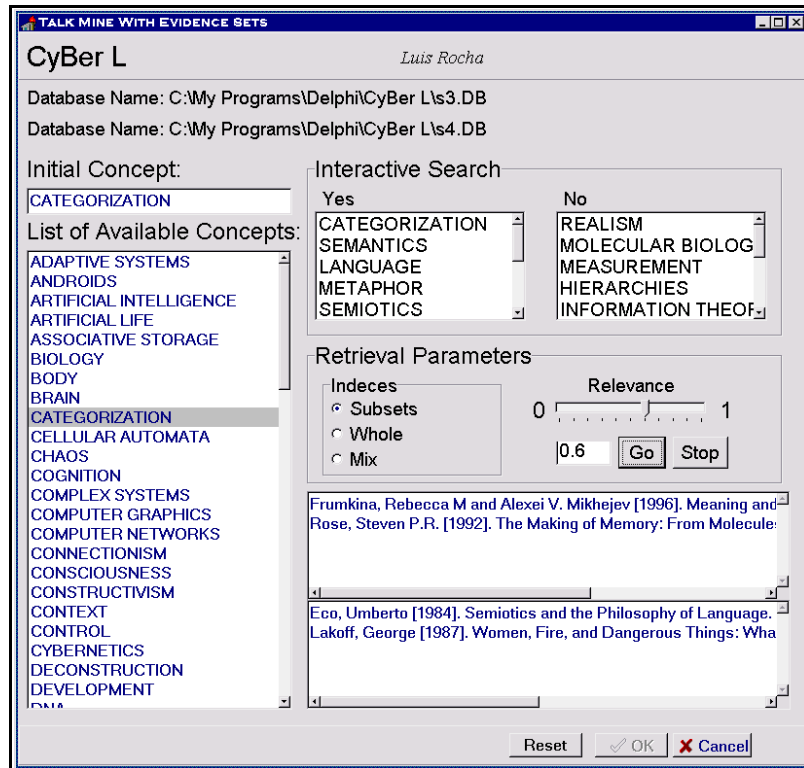 TALK MINE WITH EVIDENCE SETS
CyBer L
Luis Rocha
Database Name: C:\My Programs\Delphi\CyBer L\s3.DB
Database Name: C:\My Programs\Delphi\CyBer L\s4.DB
Initial Concept:
CATEGORIZATION
List of Available Concepts:
ADAPTIVE SYSTEMS
ANDROIDS
ARTIFICIAL INTELLIGENCE
ARTIFICIAL LIFE
ASSOCIATIVE STORAGE
BIOLOGY
BODY
BRAIN
CATEGORIZATION
CELLULAR AUTOMATA
CHAOS
COGNITION
COMPLEX SYSTEMS
COMPUTER GRAPHICS
COMPUTER NETWORKS
CONNECTIONISM
CONSCIOUSNESS
CONSTRUCTIVISM
CONTEXT
CONTROL
CYBERNETICS
DECONSTRUCTION
DEVELOPMENT
DNA
Interactive Search
Yes
CATEGORIZATION
SEMANTICS
LANGUAGE
METAPHOR
SEMIOTICS
No
REALISM
MOLECULAR BIOLOG
MEASUREMENT
HIERARCHIES
INFORMATION THEOF
Retrieval Parameters
Indeces
Subsets
Whole
Mix
Relevance
0 1
0.6 Go Stop
Frumkina, Rebecca M and Alexei V. Mikhejev [1996]. Meaning and
Rose, Steven P.R. [1992]. The Making of Memory: From Molecule
Eco, Umberto [1984]. Semiotics and the Philosophy of Language.
Lakoff, George [1987]. Women, Fire, and Dangerous Things: Wha
Reset OK Cancel